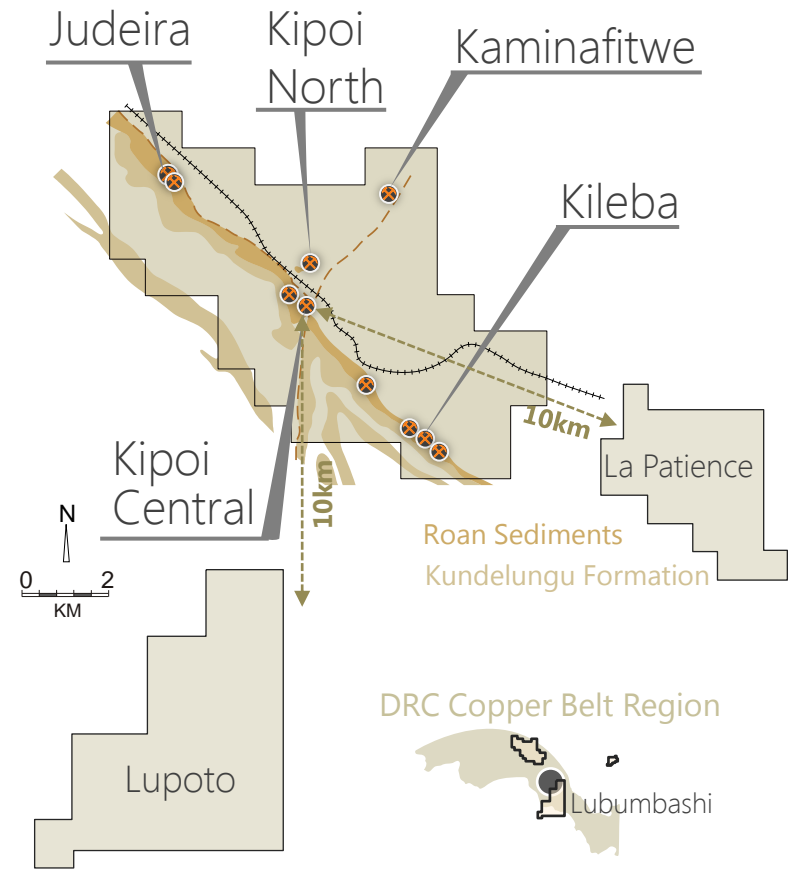 Judeira
Kipoi
North
Kaminafitwe
Kileba
10km
La Patience
Kipoi
Central
10km
N
0 2
KM
Roan Sediments
Kundelungu Formation
DRC Copper Belt Region
Lupoto
Lubumbashi